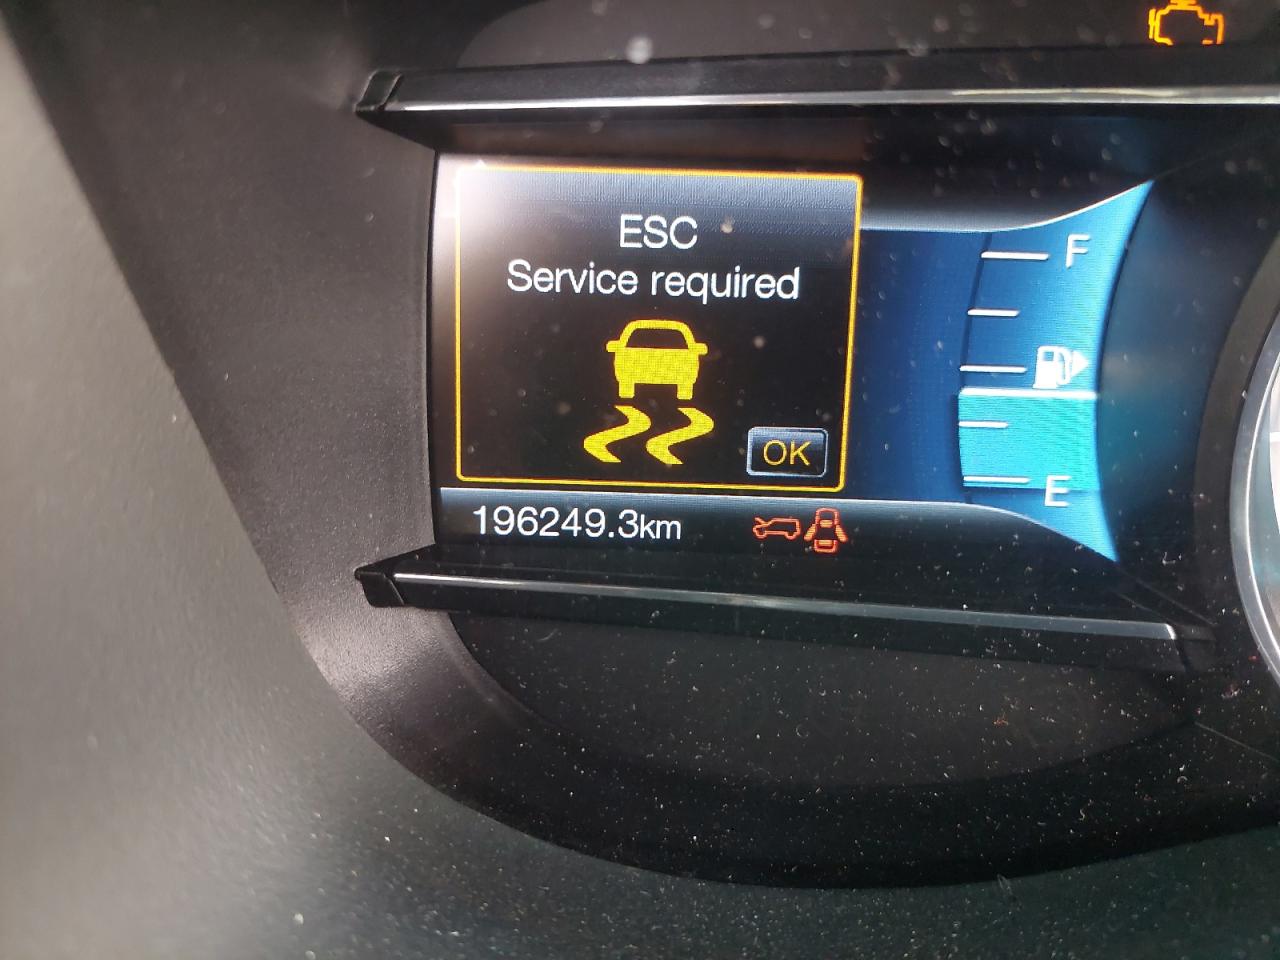 ESC
Service required
OK
F
E
196249.3km